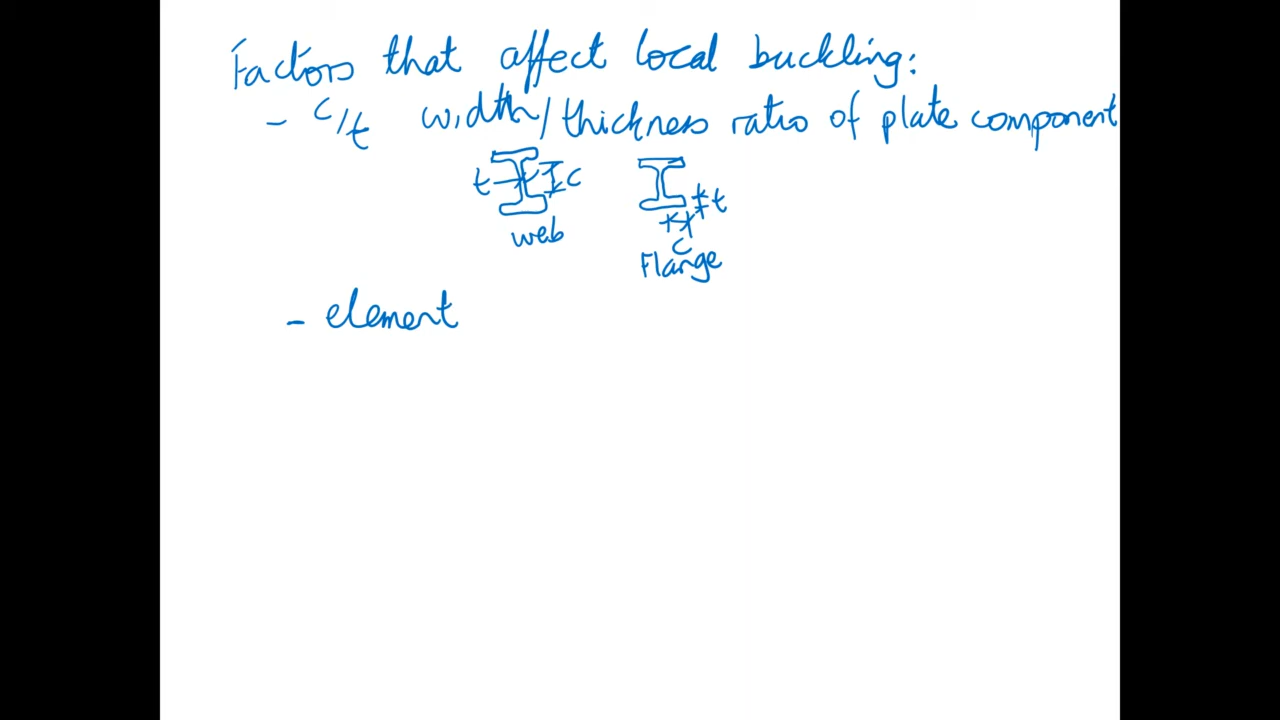 Factors that affect local buckling:
- c/t width/thickness ratio of plate component
t c t
web c
Flange
- element